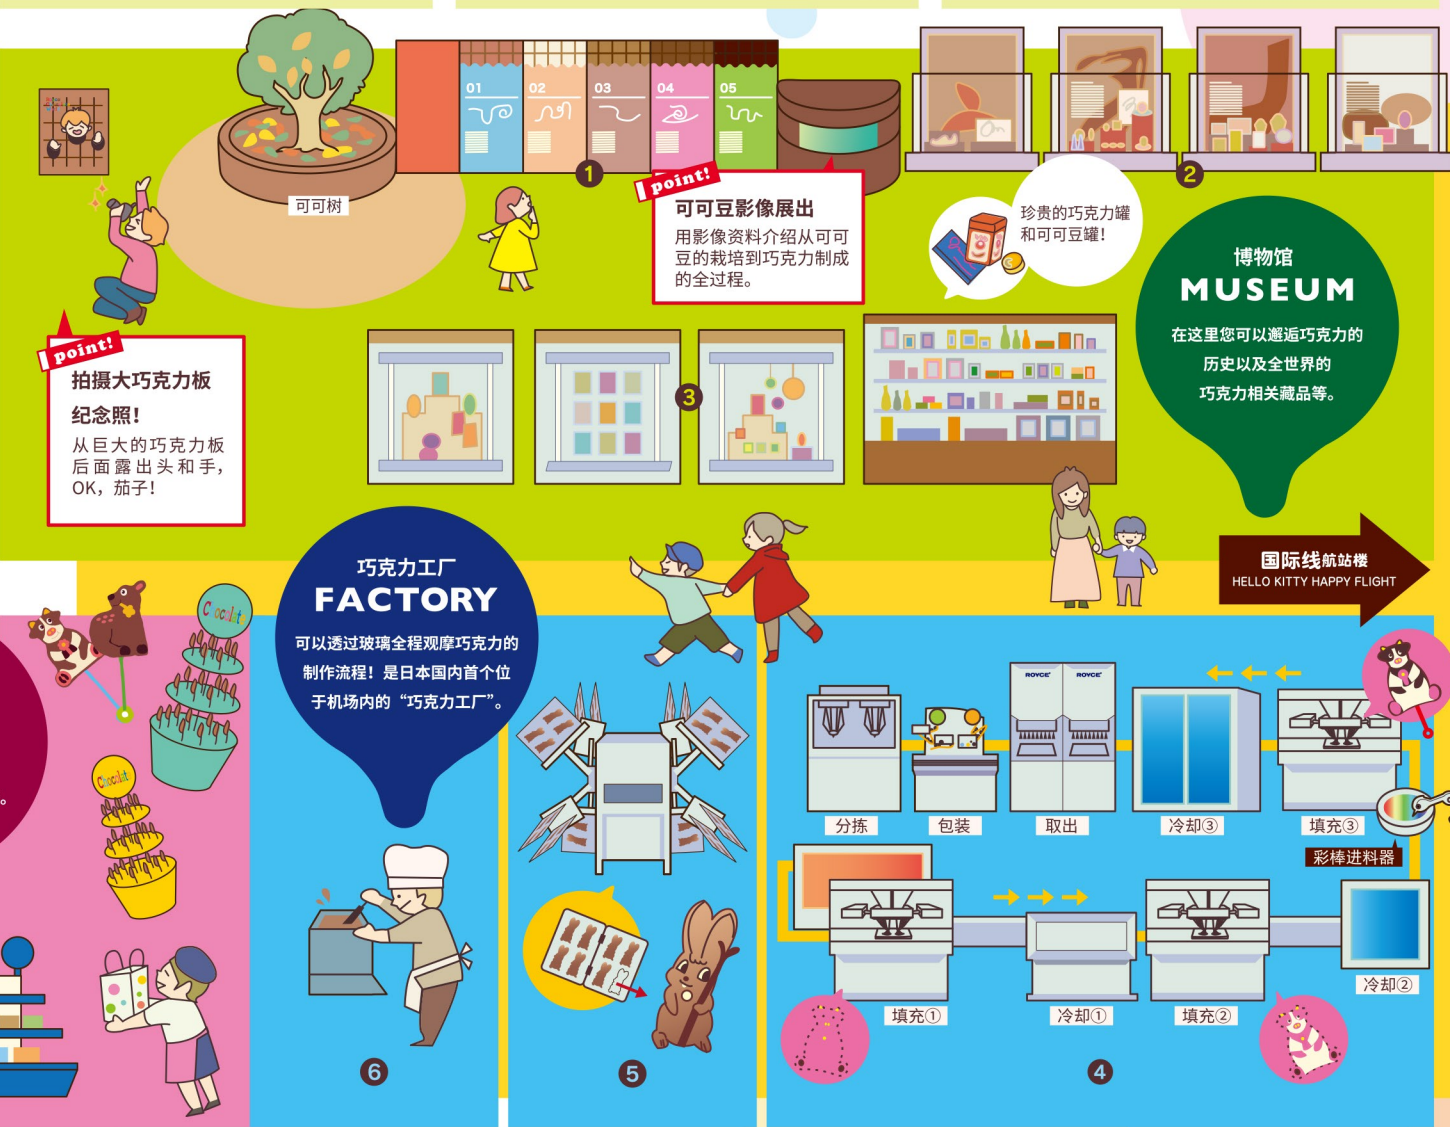 01
02
03
04
05
1
2
可可树
point!
可可豆影像展出
用影像资料介绍从可可
豆的栽培到巧克力制成
的全过程。
珍贵的巧克力罐
和可可豆罐！
博物馆
MUSEUM
在这里您可以邂逅巧克力的
历史以及全世界的
巧克力相关藏品等。
point!
拍摄大巧克力板
纪念照！
从巨大的巧克力板
后面露出头和手，
OK，茄子！
3
国际线航站楼
HELLO KITTY HAPPY FLIGHT
巧克力工厂
FACTORY
可以透过玻璃全程观摩巧克力的
制作流程！是日本国内首个位
于机场内的“巧克力工厂”。
Chocolate
Chocolate
。
ROYCE'
ROYCE'
分拣
包装
取出
冷却③
填充③
彩棒进料器
填充①
冷却①
填充②
冷却②
6
5
4